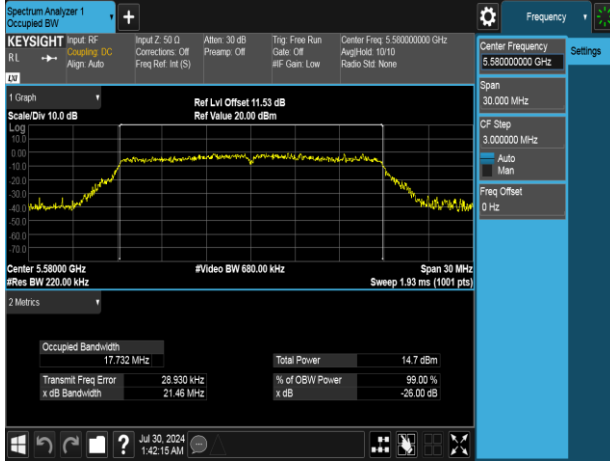 Spectrum Analyzer 1
Occupied BW
+
Frequency
KEYSIGHT Input: RF
Coupling: DC
Align: Auto
Input Z: 50 Ω
Corrections: Off
Freq Ref: Int (S)
Atten: 30 dB
Preamp: Off
Trig: Free Run
Gate: Off
#IF Gain: Low
Center Freq: 5.580000000 GHz
Avg|Hold: 10/10
Radio Std: None
RL
LXI
Center Frequency
5.580000000 GHz
Settings
Span
30.000 MHz
CF Step
3.000000 MHz
Auto
Man
Freq Offset
0 Hz
1 Graph
Scale/Div 10.0 dB
Ref Lvl Offset 11.53 dB
Ref Value 20.00 dBm
Log
10.0
0.00
-10.0
-20.0
-30.0
-40.0
-50.0
-60.0
-70.0
Center 5.58000 GHz
#Res BW 220.00 kHz
#Video BW 680.00 kHz
Span 30 MHz
Sweep 1.93 ms (1001 pts)
2 Metrics
Occupied Bandwidth
17.732 MHz
Total Power 14.7 dBm
Transmit Freq Error 28.930 kHz
% of OBW Power 99.00 %
x dB Bandwidth 21.46 MHz
x dB -26.00 dB
?
Jul 30, 2024
1:42:15 AM